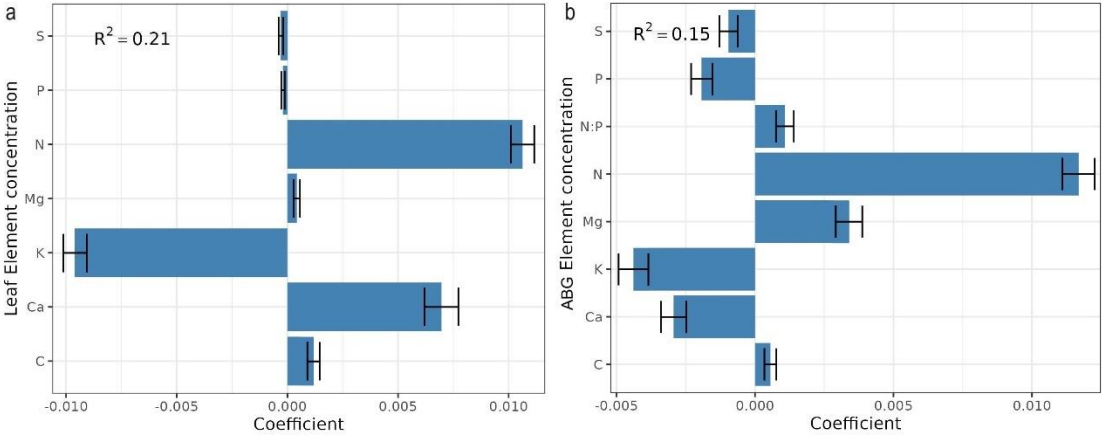 a
R² = 0.21
Leaf Element concentration
S
P
N
Mg
K
Ca
C
-0.010
-0.005
0.000
0.005
0.010
Coefficient
b
R² = 0.15
ABG Element concentration
S
P
N:P
N
Mg
K
Ca
C
-0.005
0.000
0.005
0.010
Coefficient